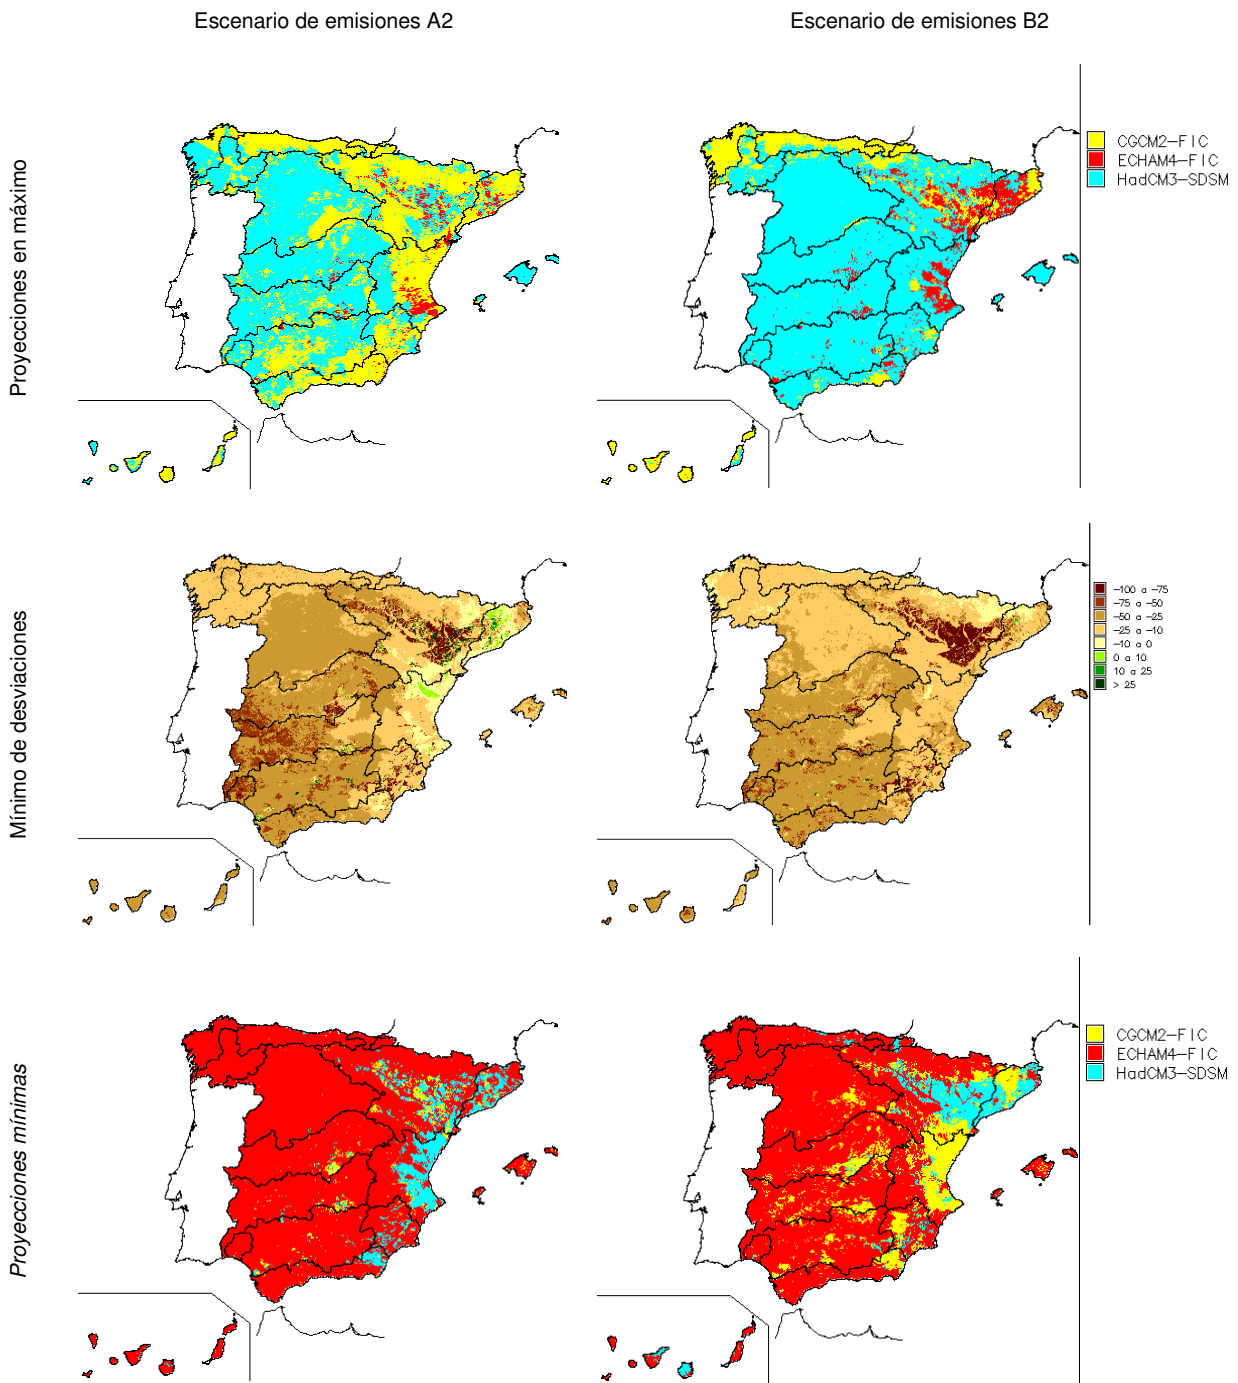 Escenario de emisiones A2
Escenario de emisiones B2
Proyecciones en máximo
CGCM2-FIC
ECHAM4-FIC
HadCM3-SDSM
Mínimo de desviaciones
-100 a -75
-75 a -50
-50 a -25
-25 a -10
-10 a 0
0 a 10
10 a 25
> 25
Proyecciones mínimas
CGCM2-FIC
ECHAM4-FIC
HadCM3-SDSM